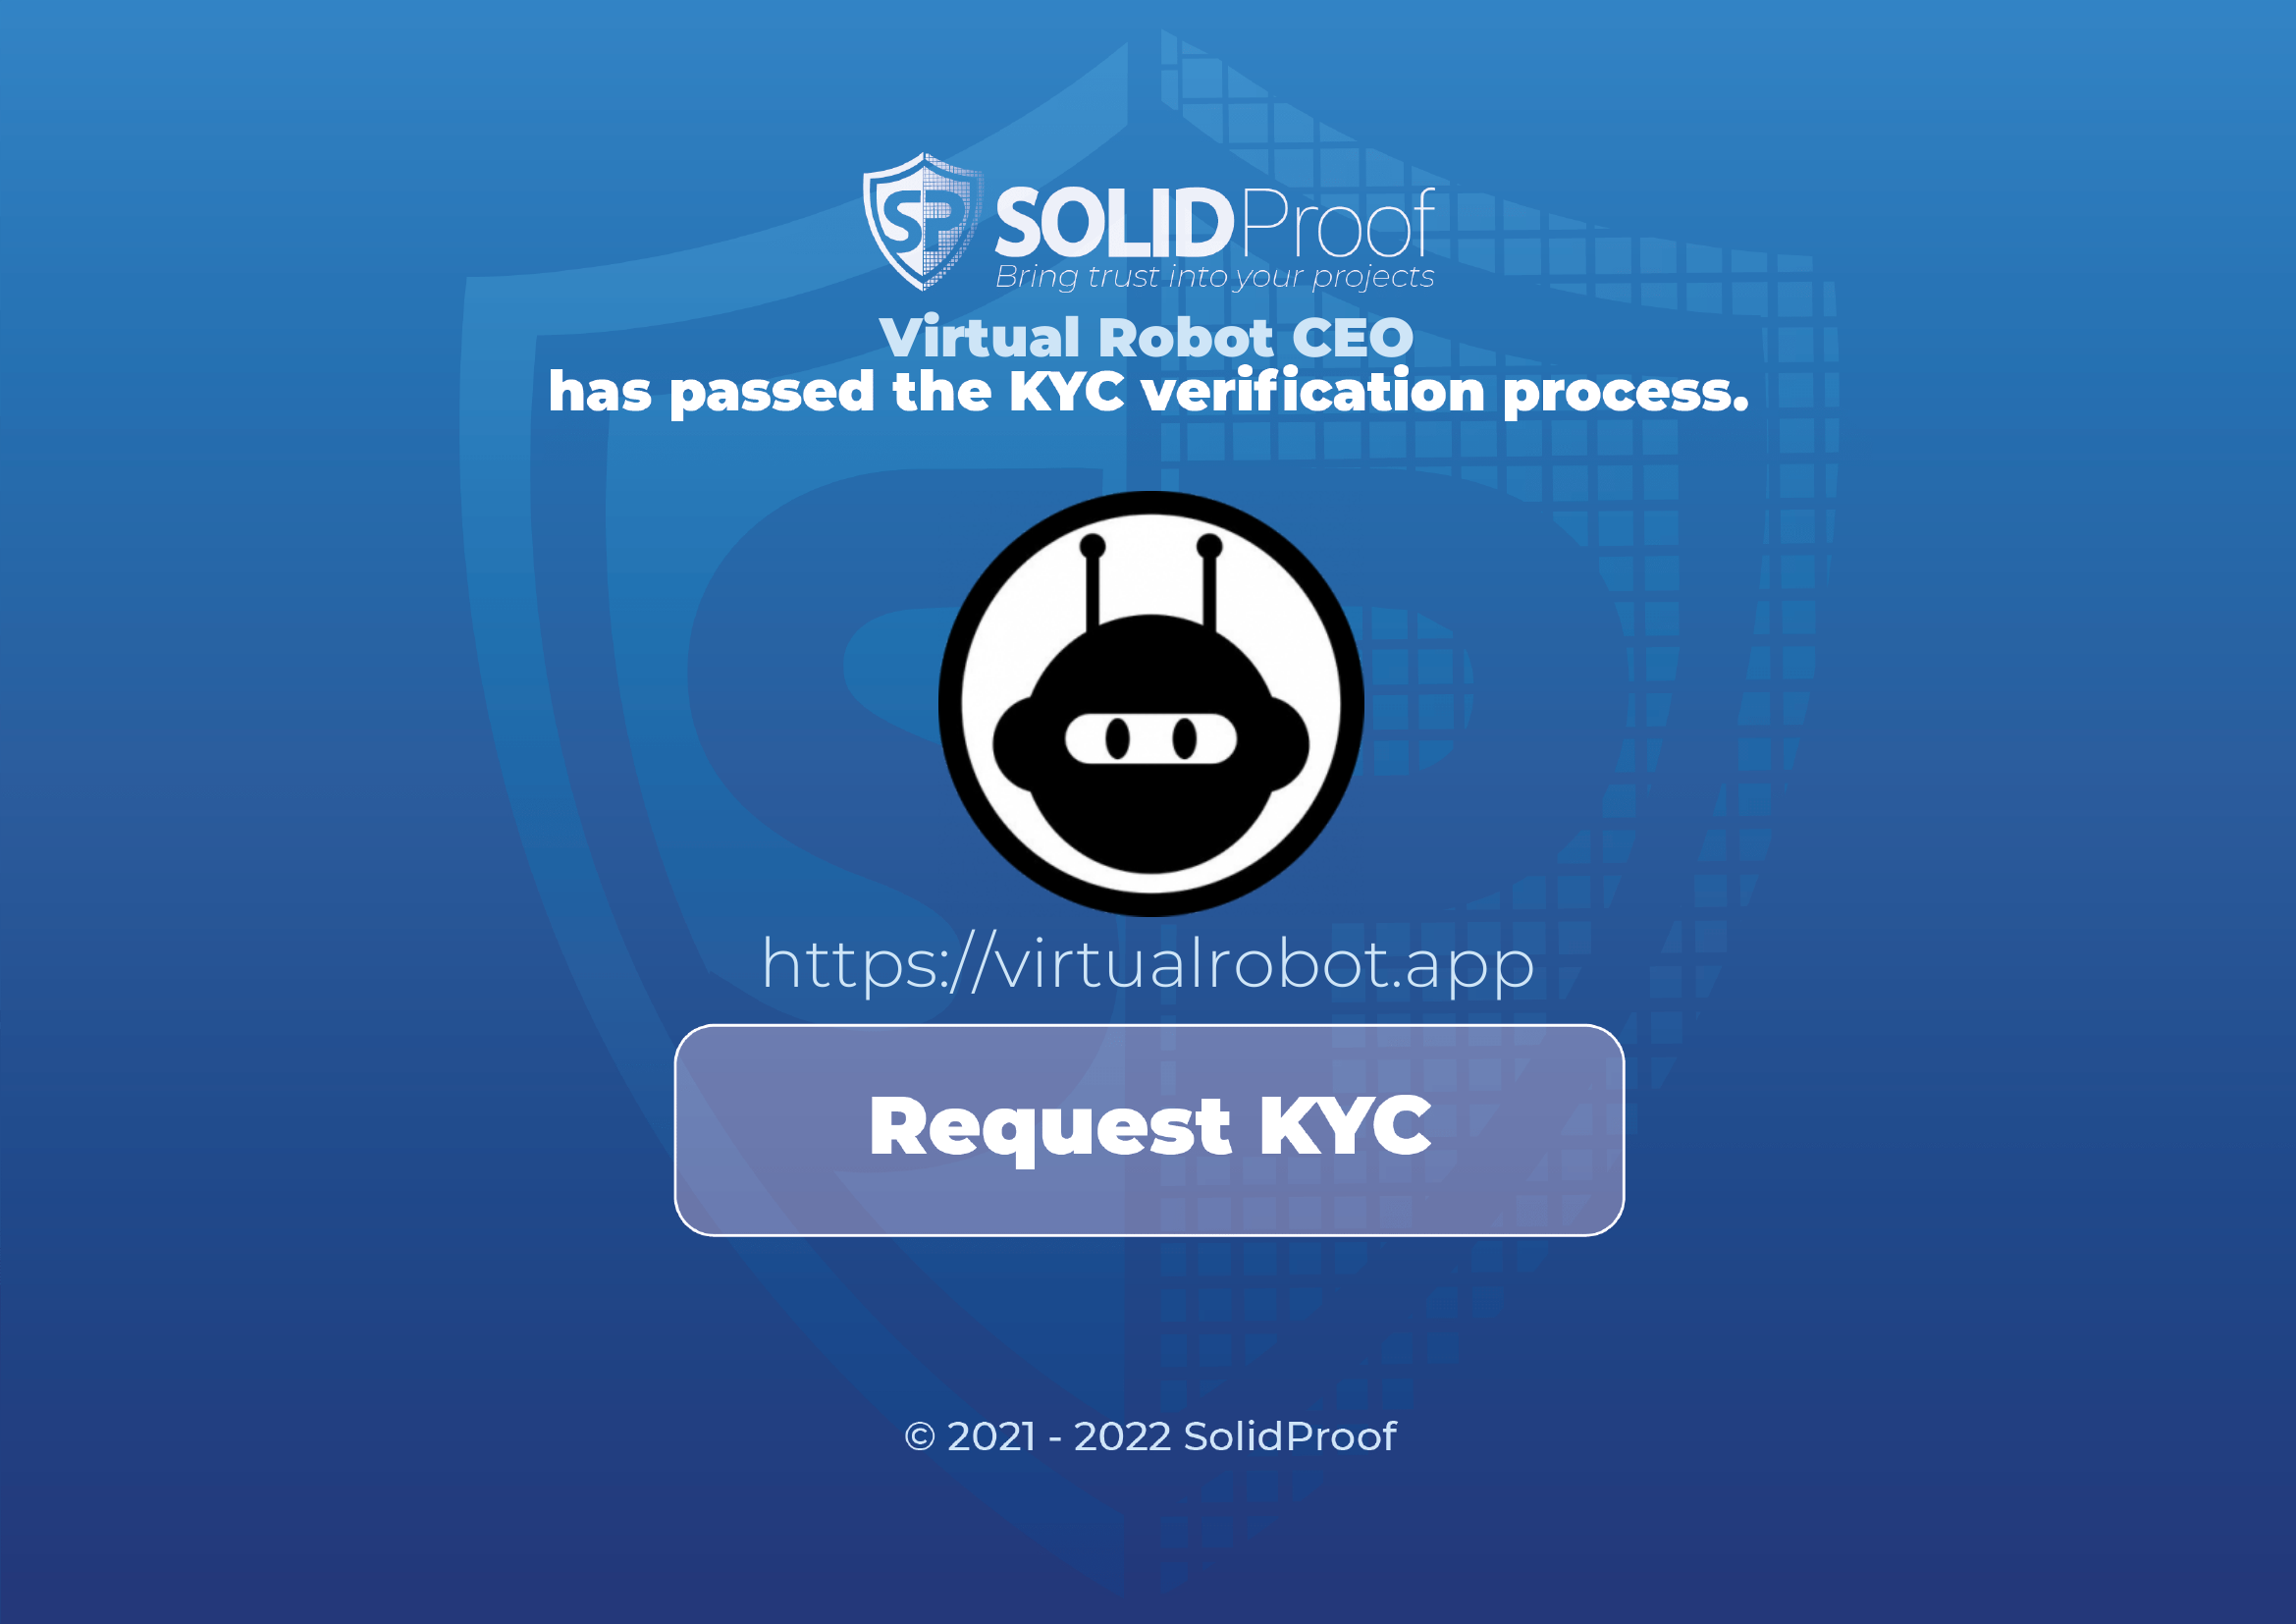 SP SOLIDProof
Bring trust into your projects
Virtual Robot CEO
has passed the KYC verification process.
https://virtualrobot.app
Request KYC
© 2021 - 2022 SolidProof